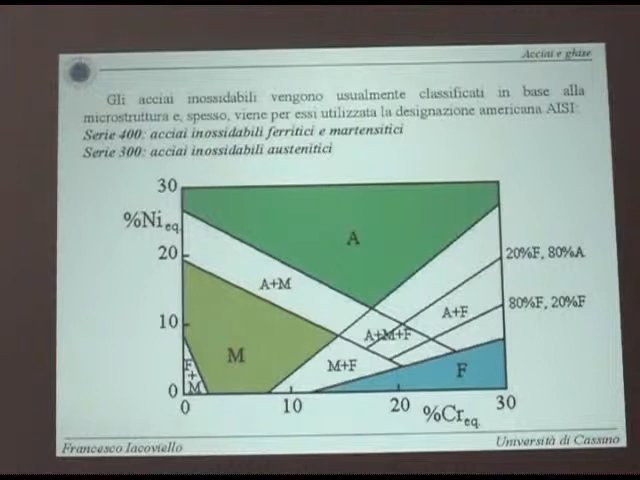 Acciai e ghise
Gli acciai inossidabili vengono usualmente classificati in base alla
microstruttura e, spesso, viene per essi utilizzata la designazione americana AISI:
Serie 400: acciai inossidabili ferritici e martensitici
Serie 300: acciai inossidabili austenitici
30
%Ni eq.
A
20
20%F, 80%A
A+M
80%F, 20%F
A+F
10
A+M+F
M
M+F
F
F
+
M
0
0
10
20
30
%Cr eq.
Francesco Iacoviello
Università di Cassino